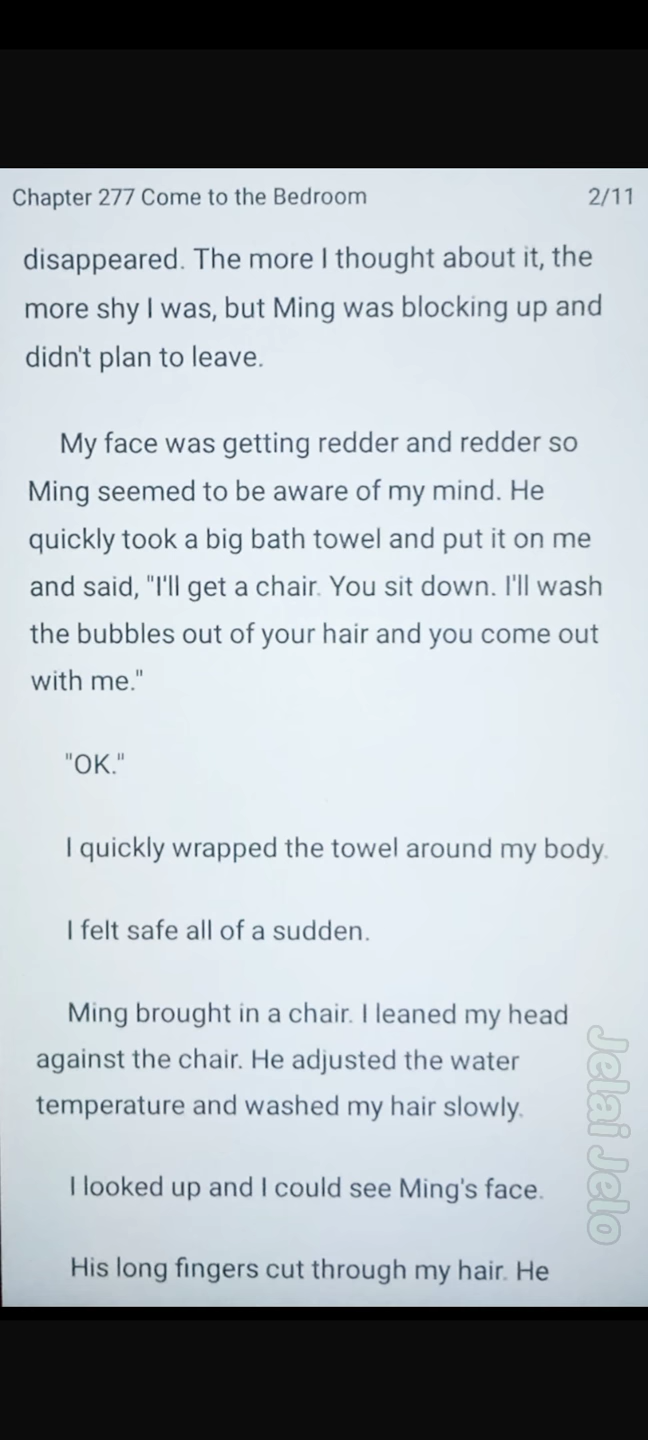 Chapter 277 Come to the Bedroom 2/11
disappeared. The more I thought about it, the
more shy I was, but Ming was blocking up and
didn't plan to leave.
My face was getting redder and redder so
Ming seemed to be aware of my mind. He
quickly took a big bath towel and put it on me
and said, "I'll get a chair. You sit down. I'll wash
the bubbles out of your hair and you come out
with me."
"OK."
I quickly wrapped the towel around my body.
I felt safe all of a sudden.
Ming brought in a chair. I leaned my head
against the chair. He adjusted the water
temperature and washed my hair slowly.
I looked up and I could see Ming's face.
His long fingers cut through my hair. He
Jelai Jelo